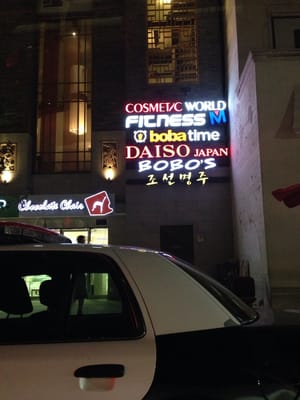 COSMETIC WORLD
FITNESS M
boba time
DAISO JAPAN
BOBO'S
조선명주
Chocolate Chair